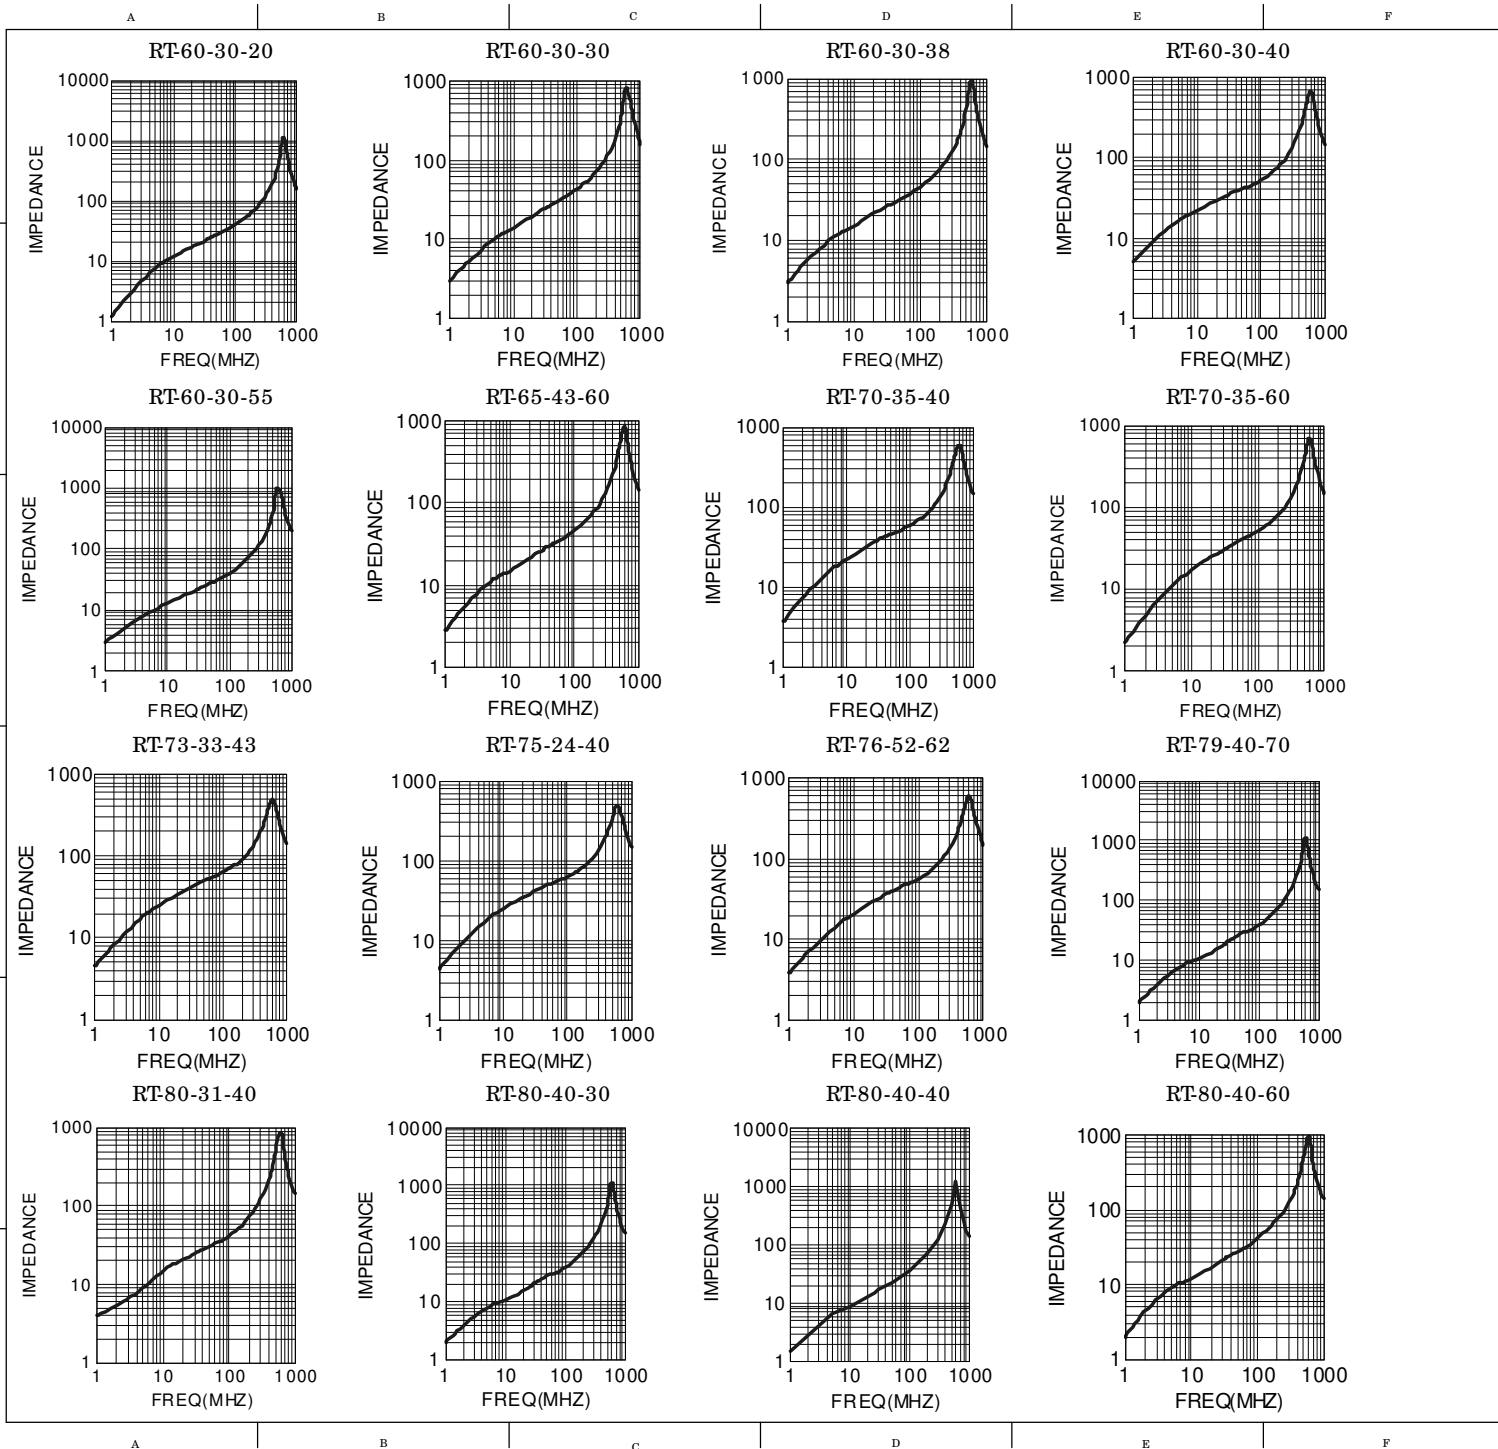 A B C D E F
RT-60-30-20 RT-60-30-30 RT-60-30-38 RT-60-30-40
IMPEDANCE 10000 1000 100 10 1
1 10 100 1000
FREQ(MHZ)
IMPEDANCE 1000 100 10 1
1 10 100 1000
FREQ(MHZ)
IMPEDANCE 1000 100 10 1
1 10 100 1000
FREQ(MHZ)
IMPEDANCE 1000 100 10 1
1 10 100 1000
FREQ(MHZ)
RT-60-30-55 RT-65-43-60 RT-70-35-40 RT-70-35-60
IMPEDANCE 10000 1000 100 10 1
1 10 100 1000
FREQ(MHZ)
IMPEDANCE 1000 100 10 1
1 10 100 1000
FREQ(MHZ)
IMPEDANCE 1000 100 10 1
1 10 100 1000
FREQ(MHZ)
IMPEDANCE 1000 100 10 1
1 10 100 1000
FREQ(MHZ)
RT-73-33-43 RT-75-24-40 RT-76-52-62 RT-79-40-70
IMPEDANCE 1000 100 10 1
1 10 100 1000
FREQ(MHZ)
IMPEDANCE 1000 100 10 1
1 10 100 1000
FREQ(MHZ)
IMPEDANCE 1000 100 10 1
1 10 100 1000
FREQ(MHZ)
IMPEDANCE 10000 1000 100 10 1
1 10 100 1000
FREQ(MHZ)
RT-80-31-40 RT-80-40-30 RT-80-40-40 RT-80-40-60
IMPEDANCE 1000 100 10 1
1 10 100 1000
FREQ(MHZ)
IMPEDANCE 10000 1000 100 10 1
1 10 100 1000
FREQ(MHZ)
IMPEDANCE 10000 1000 100 10 1
1 10 100 1000
FREQ(MHZ)
IMPEDANCE 1000 100 10 1
1 10 100 1000
FREQ(MHZ)
A B C D E F